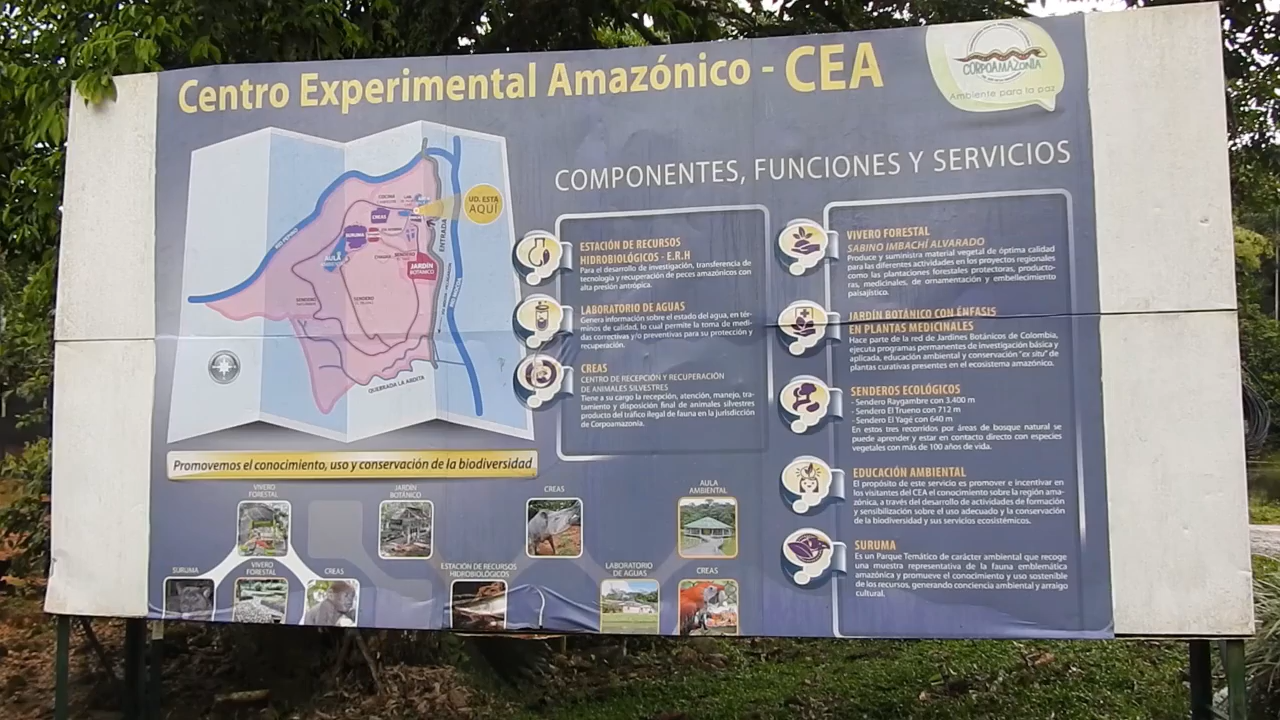 Centro Experimental Amazónico - CEA
CORPOAMAZONIA
Ambiente para la paz
COMPONENTES, FUNCIONES Y SERVICIOS
UD. ESTA
AQUÍ
ENTRADA
CREAS
SURUMA
AULA
JARDÍN
BOTÁNICO
SENDERO
SENDERO
QUEBRADA LA ARDITA
Promovemos el conocimiento, uso y conservación de la biodiversidad
ESTACIÓN DE RECURSOS
HIDROBIOLÓGICOS - E.R.H
Para el desarrollo de investigación, transferencia de
tecnología y recuperación de peces amazónicos con
alta presión antrópica.
LABORATORIO DE AGUAS
Genera información sobre el estado del agua, en tér-
minos de calidad, lo cual permite la toma de medi-
das correctivas y/o preventivas para su protección y
recuperación.
CREAS
CENTRO DE RECEPCIÓN Y RECUPERACIÓN
DE ANIMALES SILVESTRES
Tiene a su cargo la recepción, atención, manejo, tra-
tamiento y disposición final de animales silvestres
producto del tráfico ilegal de fauna en la jurisdicción
de Corpoamazonía.
VIVERO FORESTAL
SABINO IMBACHÍ ALVARADO
Produce y suministra material vegetal de óptima calidad
para las diferentes actividades en los proyectos regionales
como las plantaciones forestales protectoras, producto-
ras, medicinales, de ornamentación y embellecimiento
paisajístico.
JARDÍN BOTÁNICO CON ÉNFASIS
EN PLANTAS MEDICINALES
Hace parte de la red de Jardines Botánicos de Colombia,
ejecuta programas permanentes de investigación básica y
aplicada, educación ambiental y conservación "ex situ" de
plantas curativas presentes en el ecosistema amazónico.
SENDEROS ECOLÓGICOS
- Sendero Raygambre con 3.400 m
- Sendero El Trueno con 712 m
- Sendero El Yagé con 640 m
En estos tres recorridos por áreas de bosque natural se
puede aprender y estar en contacto directo con especies
vegetales con más de 100 años de vida.
EDUCACIÓN AMBIENTAL
El propósito de este servicio es promover e incentivar en
los visitantes del CEA el conocimiento sobre la región ama-
zónica, a través del desarrollo de actividades de formación
y sensibilización sobre el uso adecuado y la conservación
de la biodiversidad y sus servicios ecosistémicos.
SURUMA
Es un Parque Temático de carácter ambiental que recoge
una muestra representativa de la fauna emblemática
amazónica y promueve el conocimiento y uso sostenible
de los recursos, generando conciencia ambiental y arraigo
cultural.
VIVERO
FORESTAL
JARDÍN
BOTÁNICO
CREAS
AULA
AMBIENTAL
SURUMA
VIVERO
FORESTAL
CREAS
ESTACIÓN DE RECURSOS
HIDROBIOLÓGICOS
LABORATORIO
DE AGUAS
CREAS